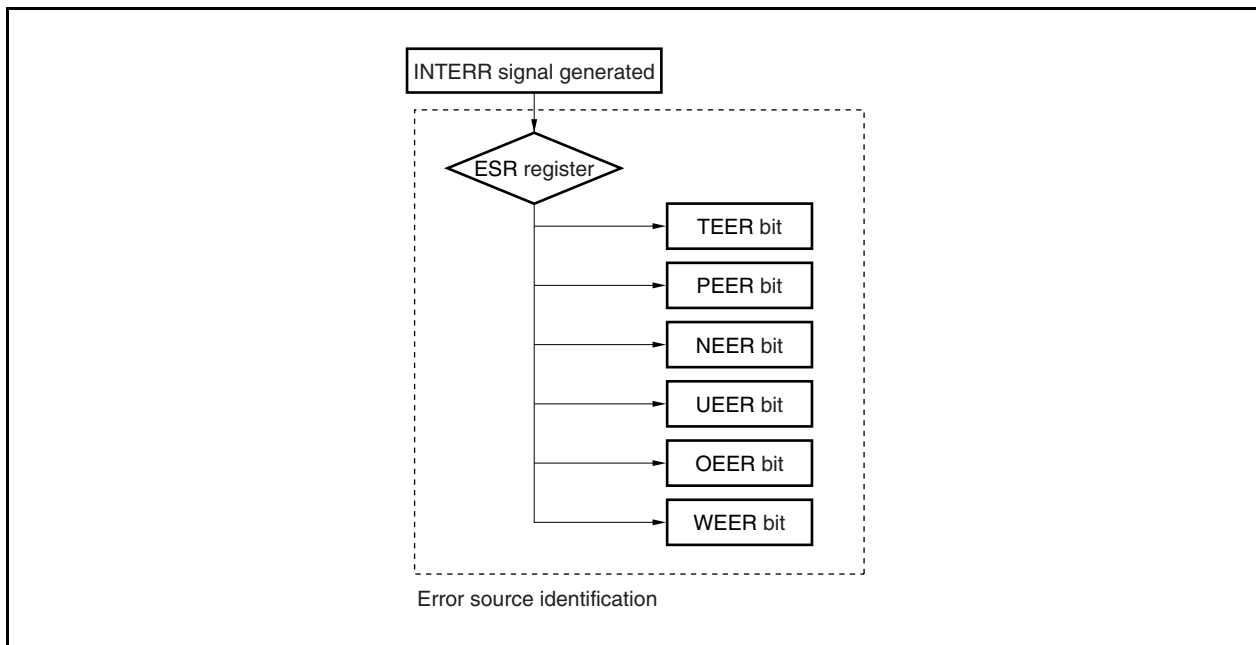 INTERR signal generated
ESR register
TEER bit
PEER bit
NEER bit
UEER bit
OEER bit
WEER bit
Error source identification